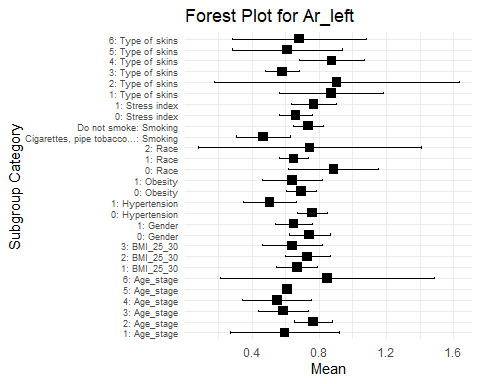 Forest Plot for Ar_left
Subgroup Category
6: Type of skins
5: Type of skins
4: Type of skins
3: Type of skins
2: Type of skins
1: Type of skins
1: Stress index
0: Stress index
Do not smoke: Smoking
Cigarettes, pipe tobacco...: Smoking
2: Race
1: Race
0: Race
1: Obesity
0: Obesity
1: Hypertension
0: Hypertension
1: Gender
0: Gender
3: BMI_25_30
2: BMI_25_30
1: BMI_25_30
6: Age_stage
5: Age_stage
4: Age_stage
3: Age_stage
2: Age_stage
1: Age_stage
0.4 0.8 1.2 1.6
Mean